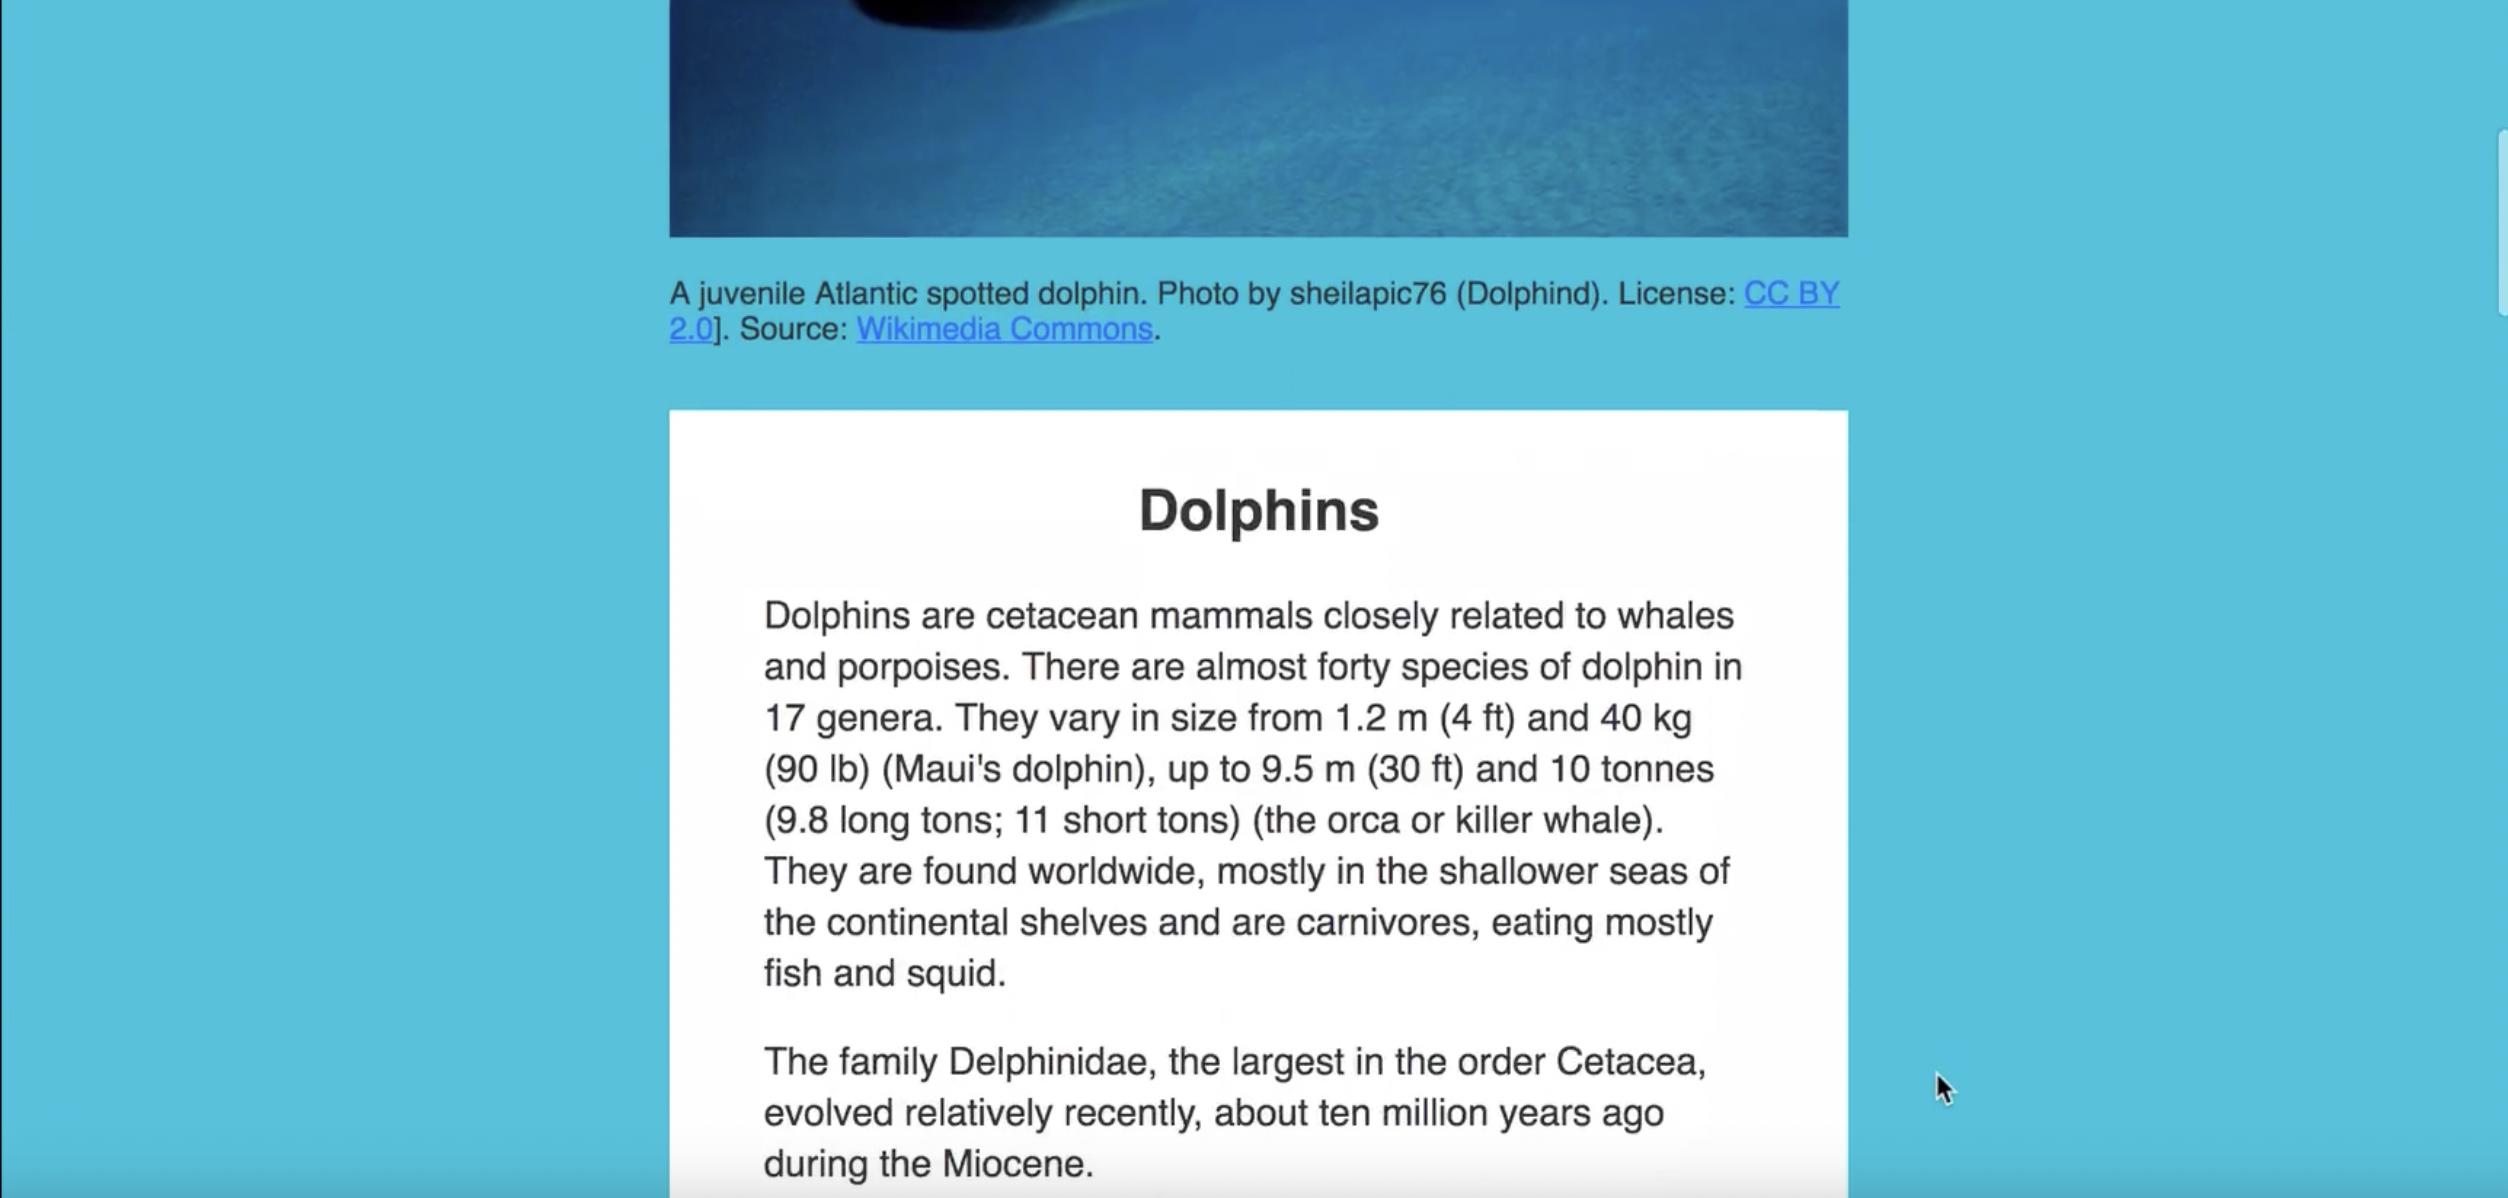 A juvenile Atlantic spotted dolphin. Photo by sheilapic76 (Dolphind). License: CC BY
2.0]. Source: Wikimedia Commons.
Dolphins
Dolphins are cetacean mammals closely related to whales
and porpoises. There are almost forty species of dolphin in
17 genera. They vary in size from 1.2 m (4 ft) and 40 kg
(90 lb) (Maui's dolphin), up to 9.5 m (30 ft) and 10 tonnes
(9.8 long tons; 11 short tons) (the orca or killer whale).
They are found worldwide, mostly in the shallower seas of
the continental shelves and are carnivores, eating mostly
fish and squid.
The family Delphinidae, the largest in the order Cetacea,
evolved relatively recently, about ten million years ago
during the Miocene.